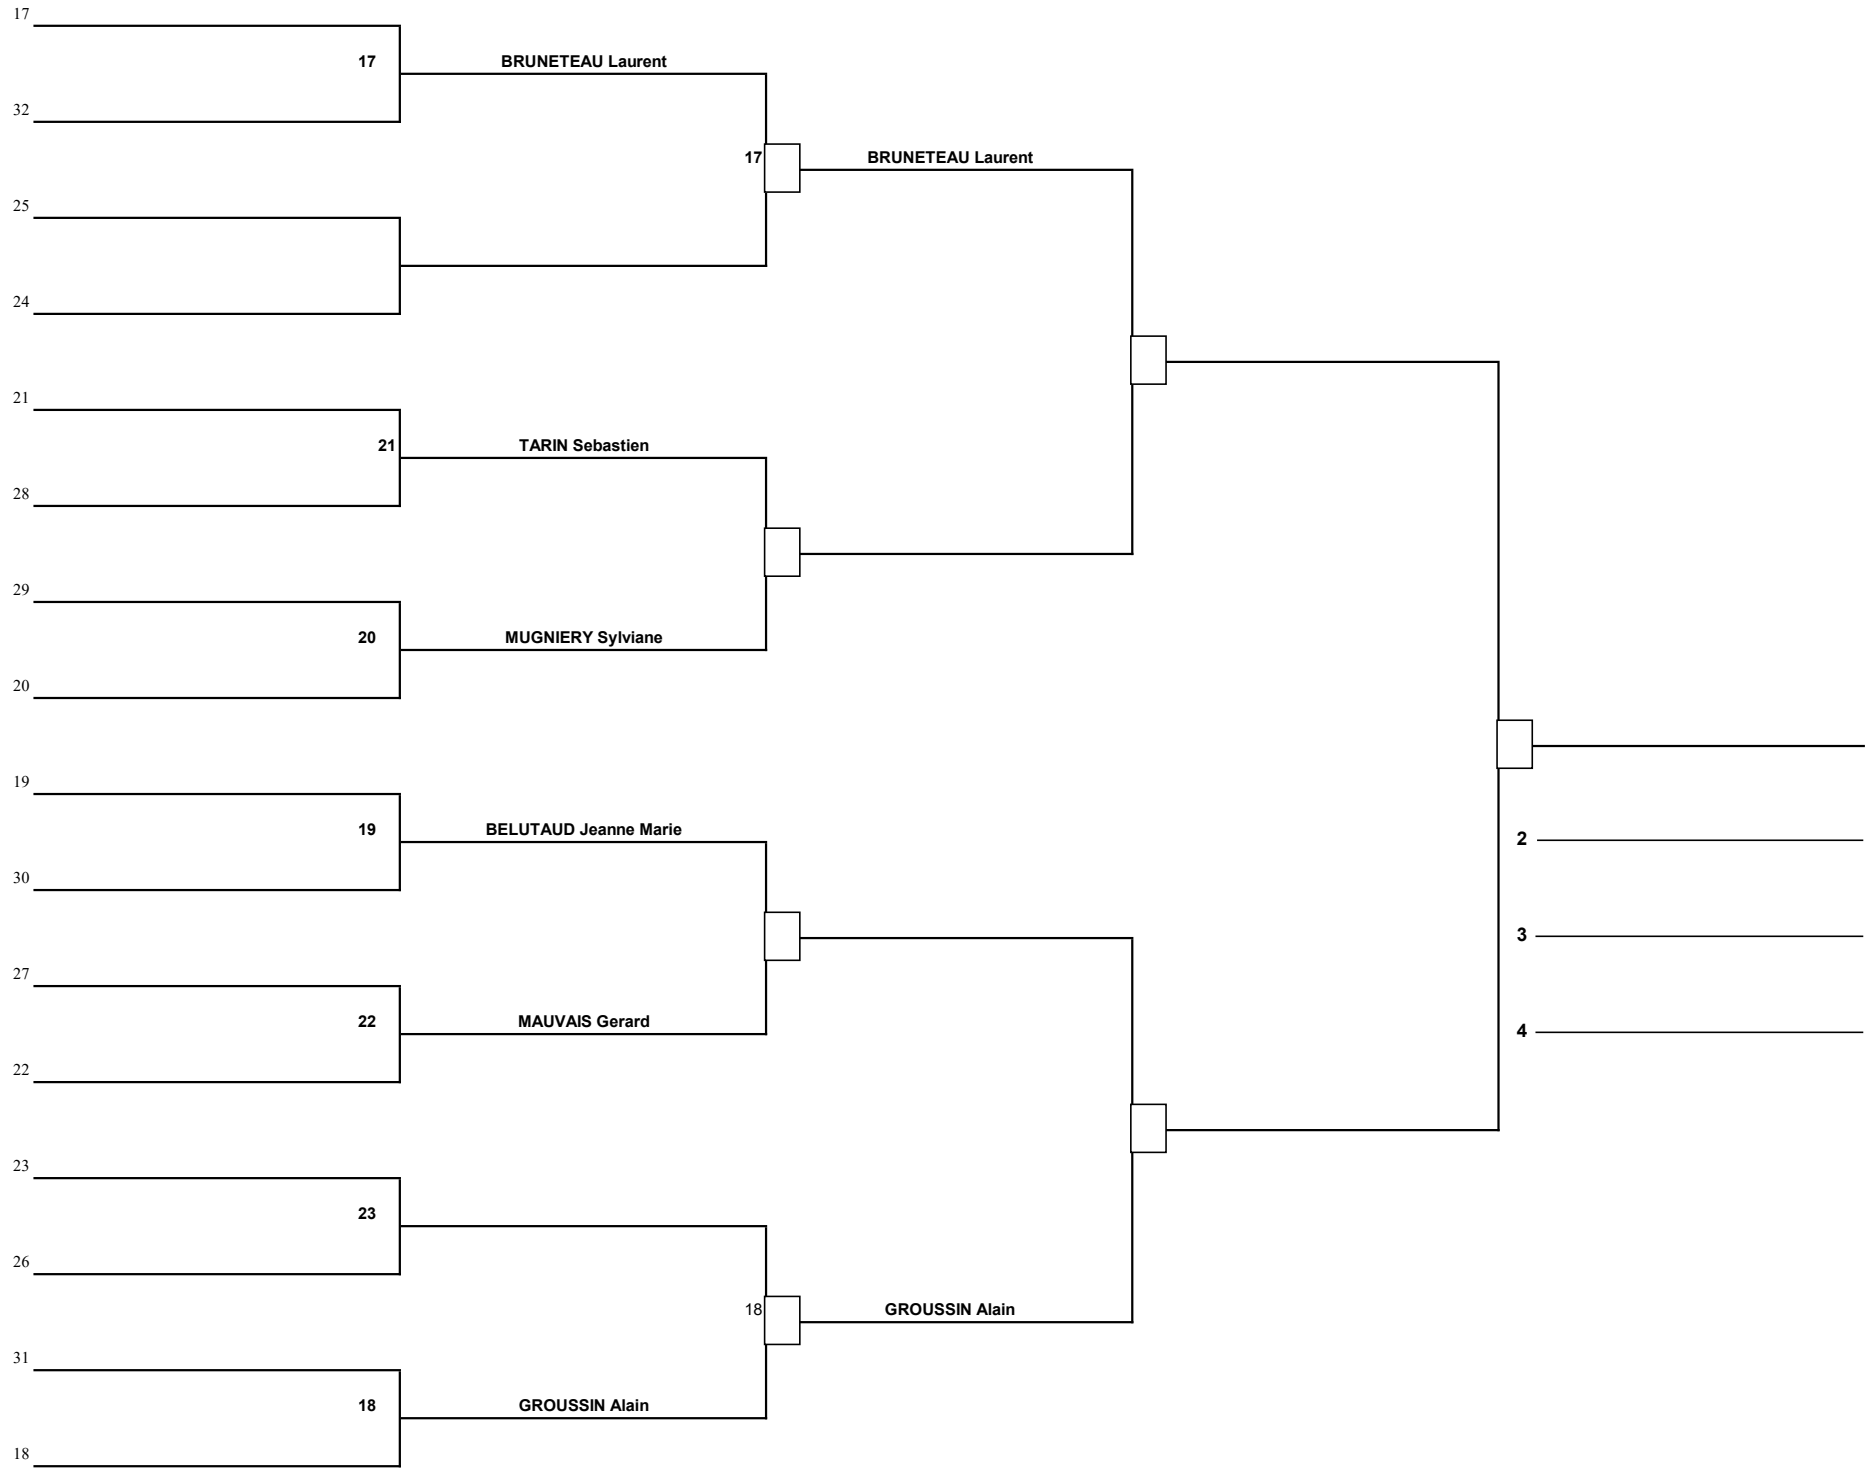 17
17 BRUNETEAU Laurent
32
17 BRUNETEAU Laurent
25
24
21
21 TARIN Sebastien
28
29
20 MUGNIERY Sylviane
20
19
19 BELUTAUD Jeanne Marie
2
30
3
27
22 MAUVAIS Gerard
4
22
23
23
26
18 GROUSSIN Alain
31
18 GROUSSIN Alain
18